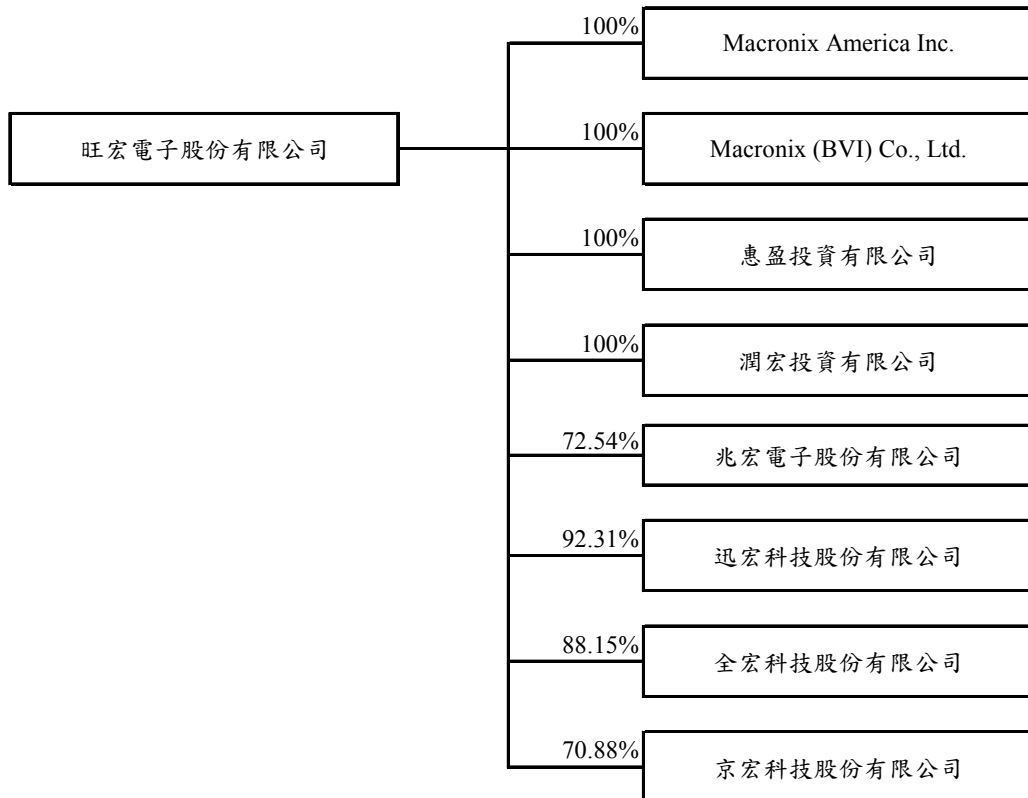 100%
Macronix America Inc.
旺宏電子股份有限公司
100%
Macronix (BVI) Co., Ltd.
100%
惠盈投資有限公司
100%
潤宏投資有限公司
72.54%
兆宏電子股份有限公司
92.31%
迅宏科技股份有限公司
88.15%
全宏科技股份有限公司
70.88%
京宏科技股份有限公司